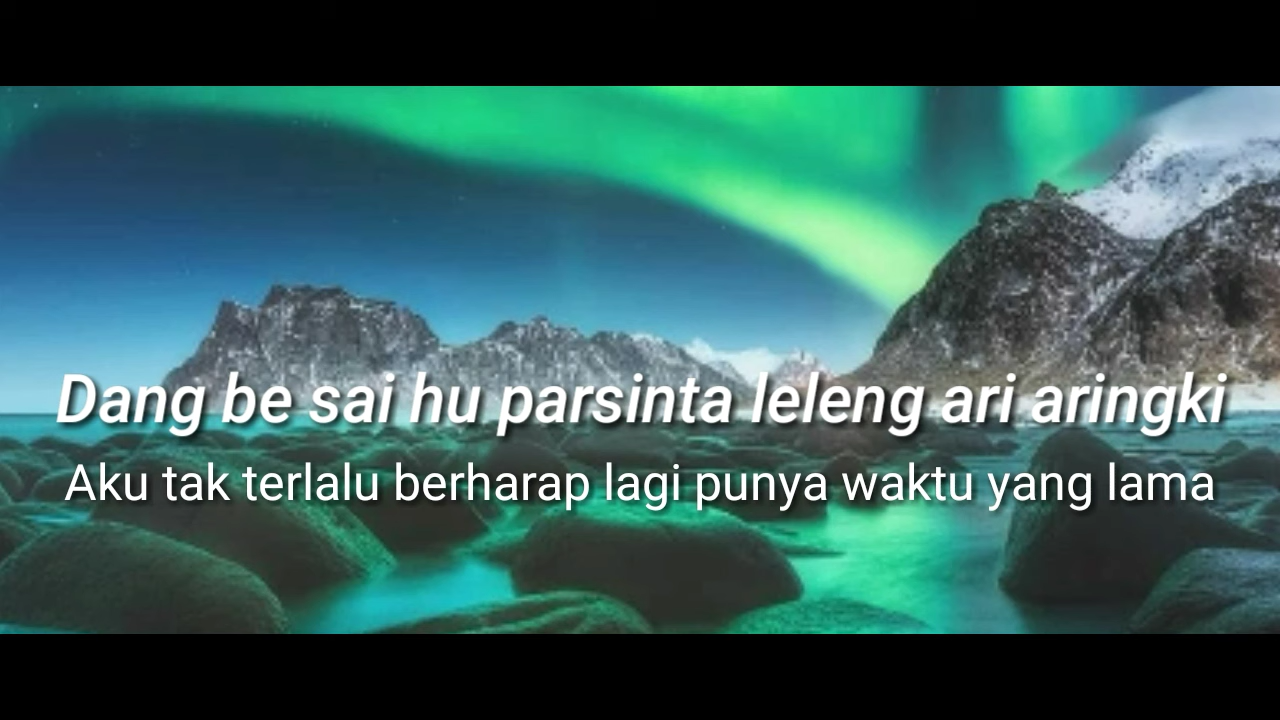 Dang be sai hu parsinta leleng ari aringki
Aku tak terlalu berharap lagi punya waktu yang lama